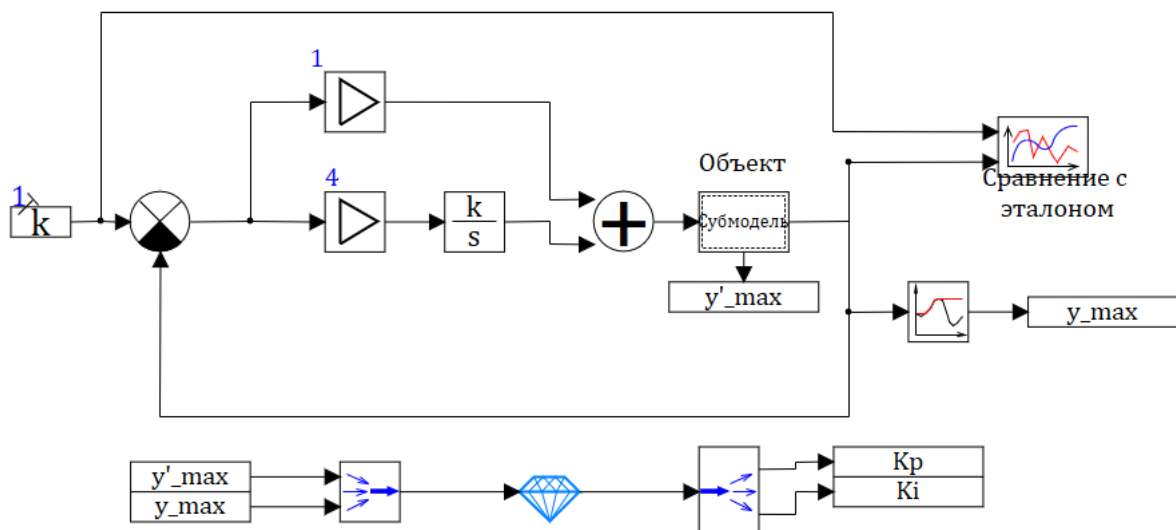 1
Объект
4
1
k
k
s
Субмодель
Сравнение с
эталоном
y'_max
y_max
y'_max
y_max
Kp
Ki